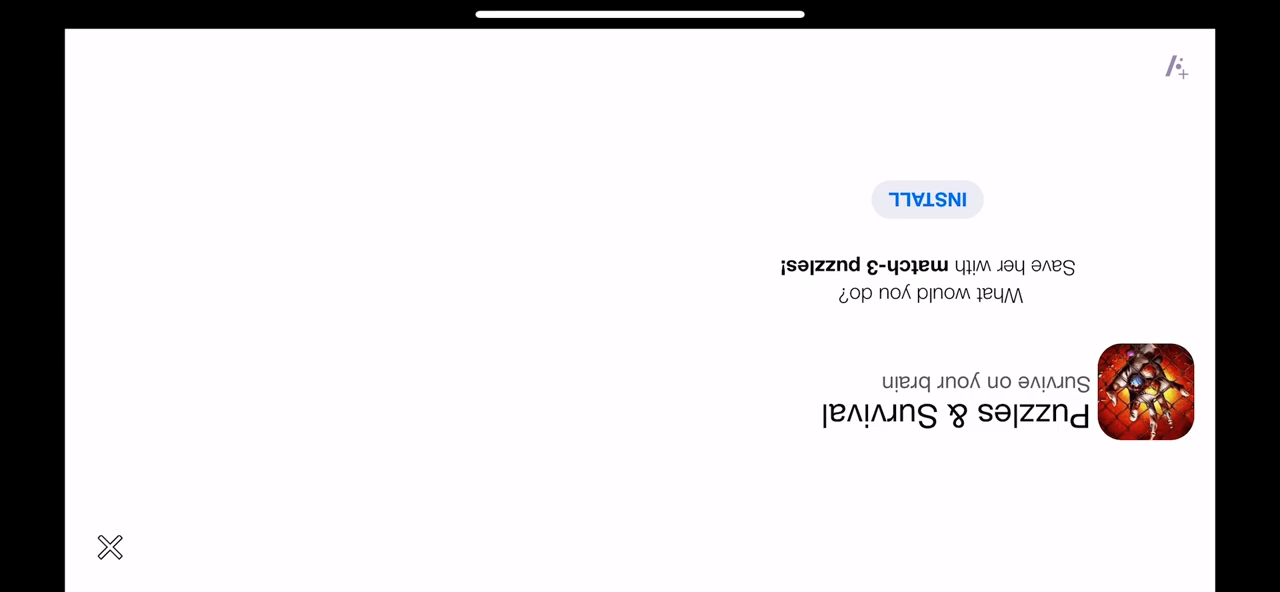 Puzzles & Survival
Survive on your brain
What would you do?
Save her with match-3 puzzles!
INSTALL